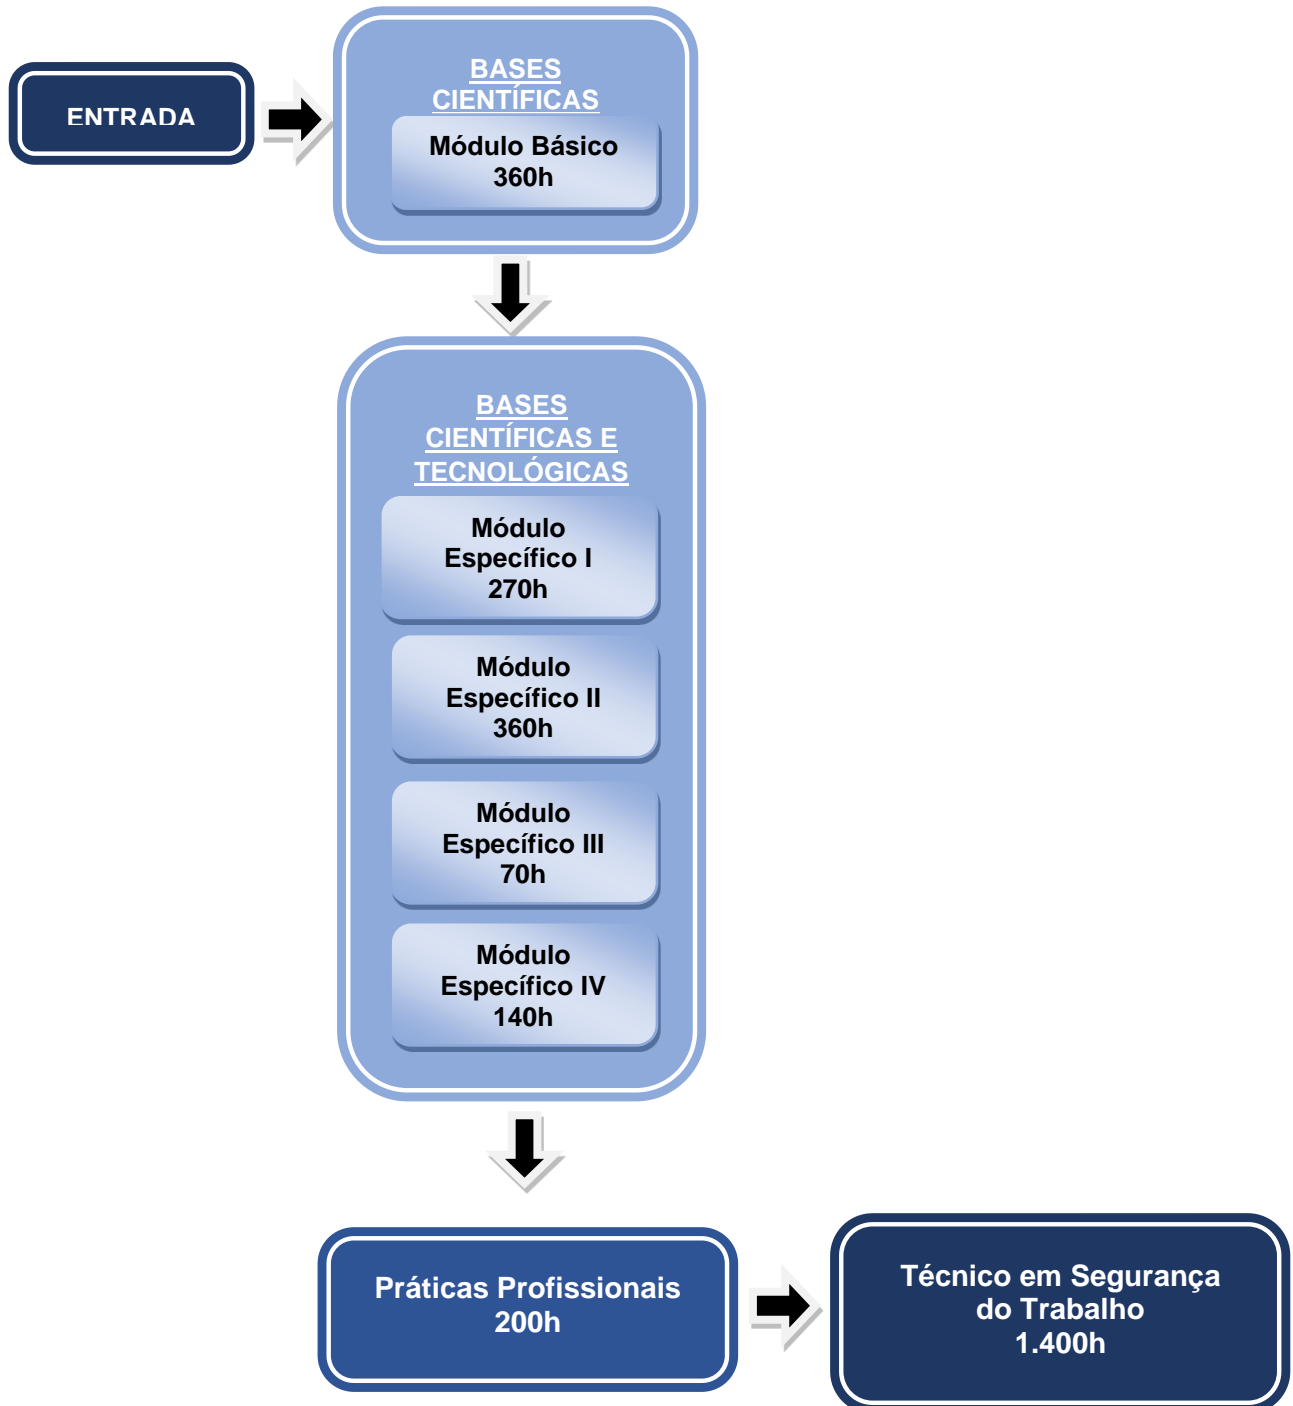 ENTRADA
BASES
CIENTÍFICAS
Módulo Básico
360h
BASES
CIENTÍFICAS E
TECNOLÓGICAS
Módulo
Específico I
270h
Módulo
Específico II
360h
Módulo
Específico III
70h
Módulo
Específico IV
140h
Práticas Profissionais
200h
Técnico em Segurança
do Trabalho
1.400h